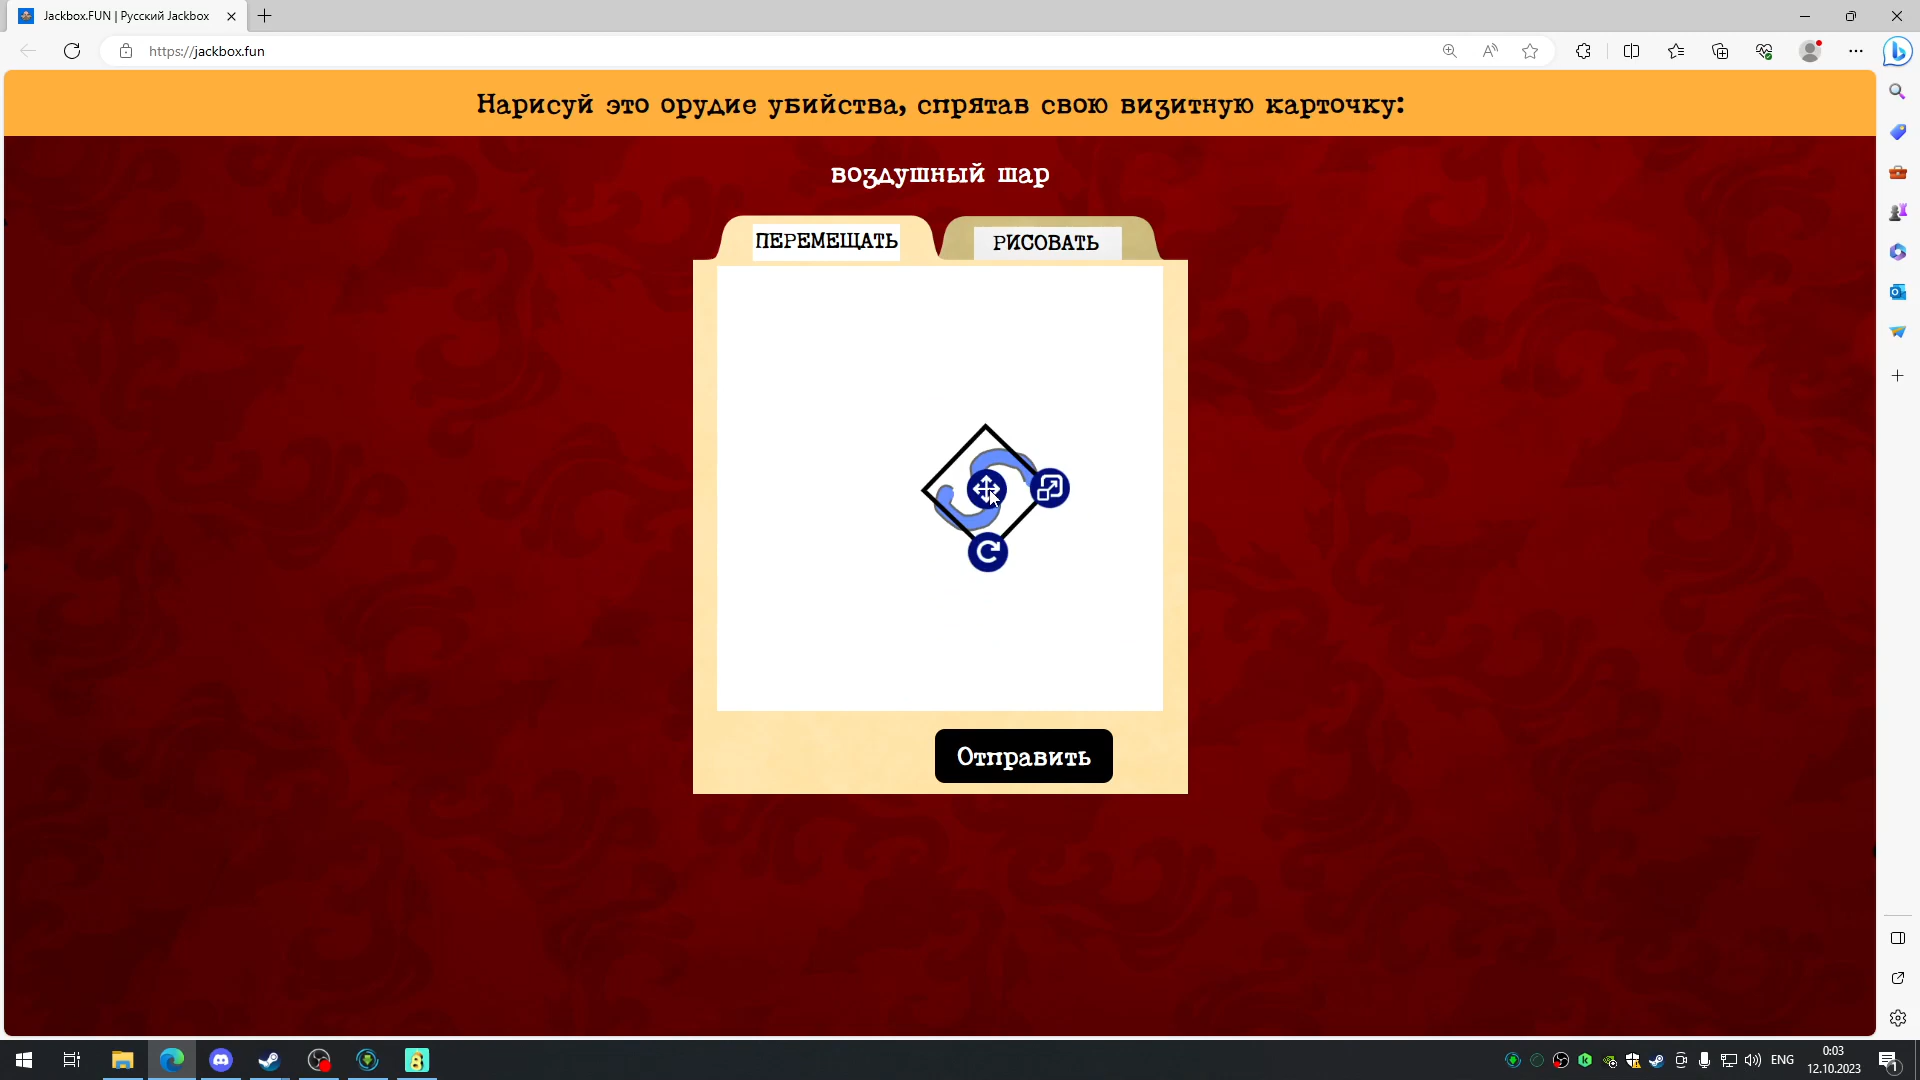 Jackbox.FUN | Русский Jackbox
https://jackbox.fun
Нарисуй это орудие убийства, спрятав свою визитную карточку:
воздушный шар
ПЕРЕМЕЩАТЬ
РИСОВАТЬ
Отправить
ENG
0:03
12.10.2023
1